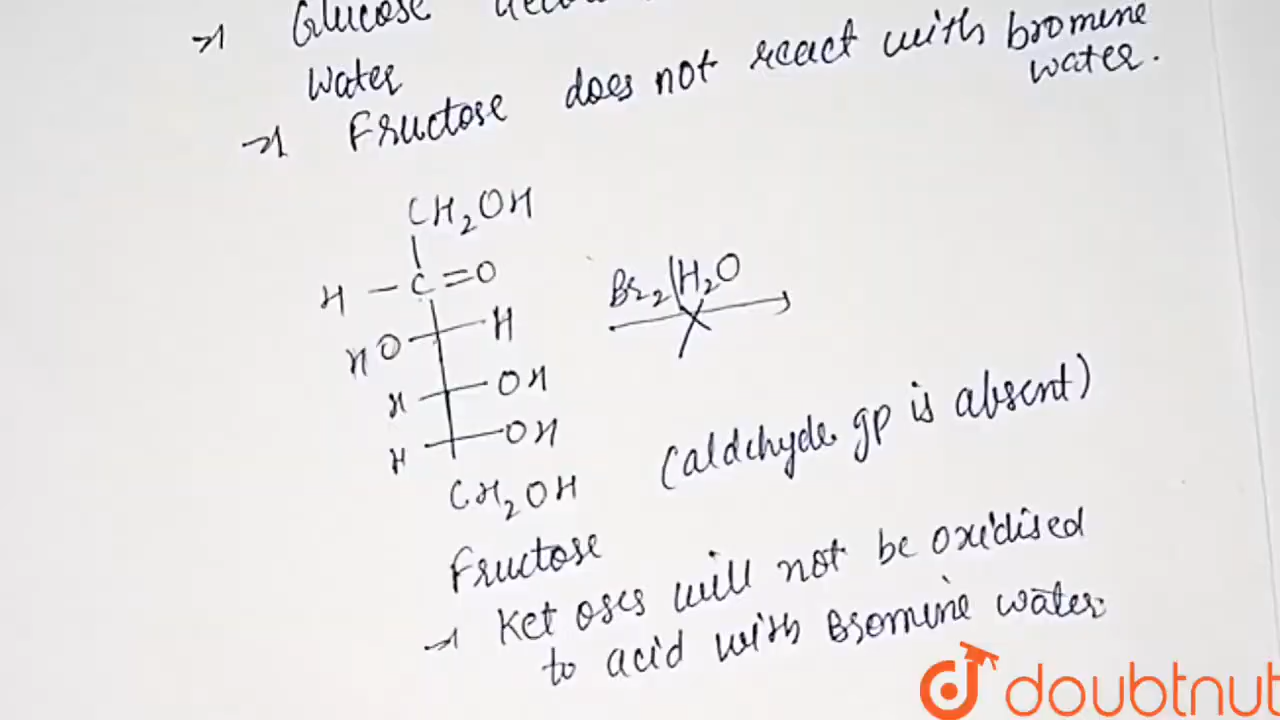 → Glucose
Water
→ Fructose does not react with bromine
water.
CH2OH
H - C = O
HO H
Br2/H2O
H OH
H OH
CH2OH
(aldehyde gp is absent)
Fructose
→ Ketoses will not be oxidised
to acid with Bromine water.
doubtnut